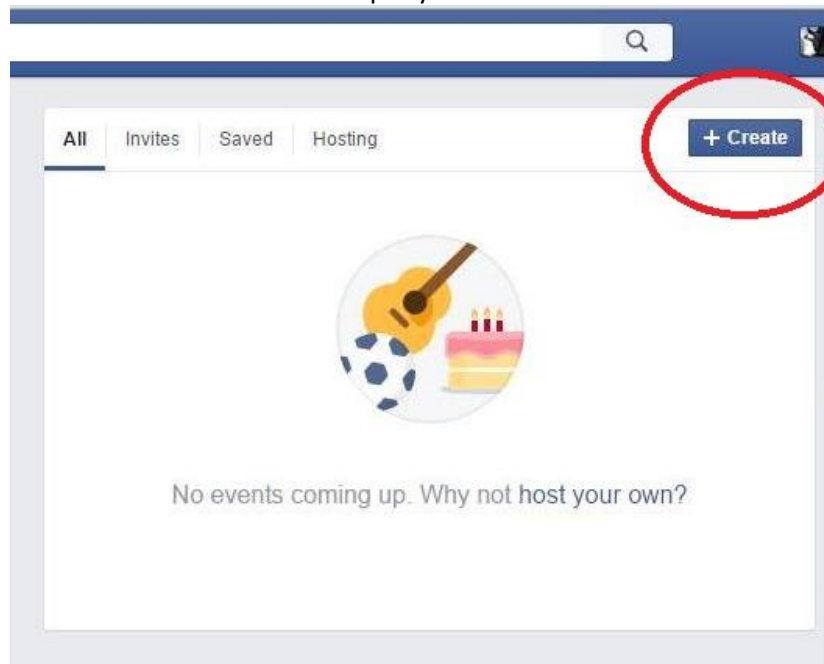 All Invites Saved Hosting + Create
No events coming up. Why not host your own?